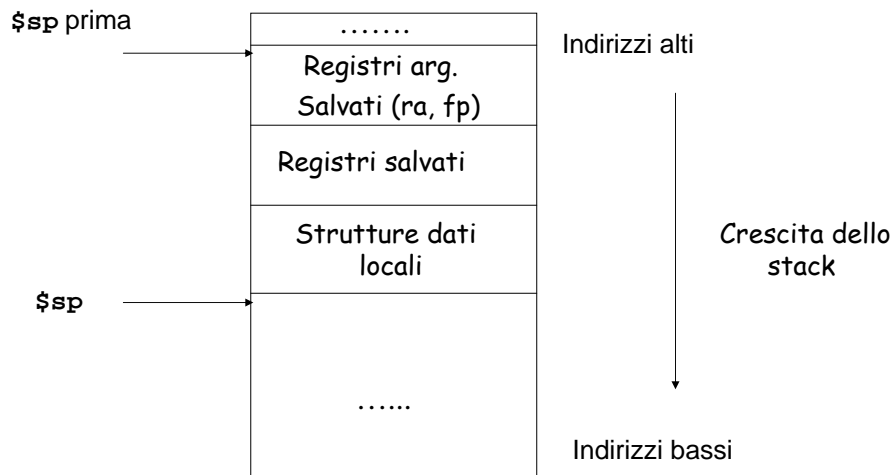 $sp prima
…….
Indirizzi alti
Registri arg.
Salvati (ra, fp)
Registri salvati
Strutture dati
locali
Crescita dello
stack
$sp
…...
Indirizzi bassi